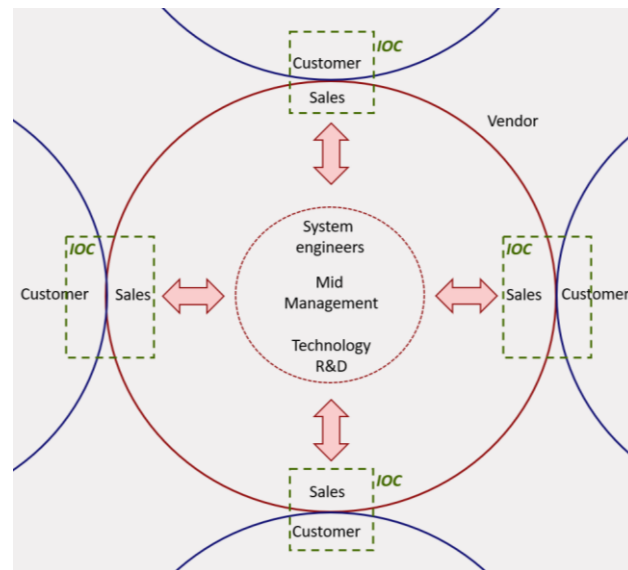 IOC
Customer
Sales
Vendor
System
engineers
Mid
Management
Technology
R&D
IOC
Customer
Sales
IOC
Sales
Customer
Sales
IOC
Customer